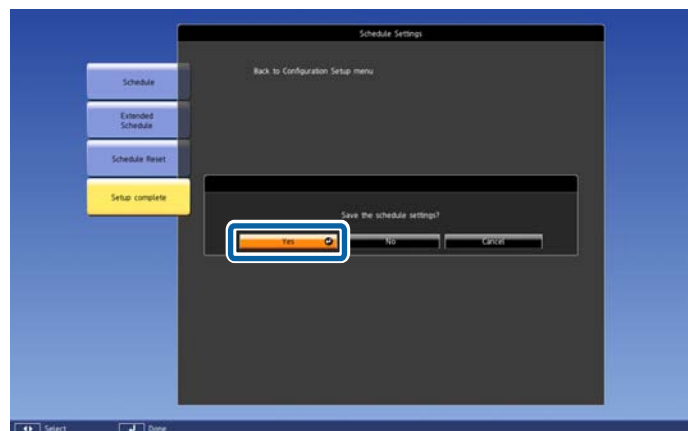 Schedule Settings
Back to Configuration Setup menu
Schedule
Extended
Schedule
Schedule Reset
Setup complete
Save the schedule settings?
Yes
No
Cancel
Select
Done